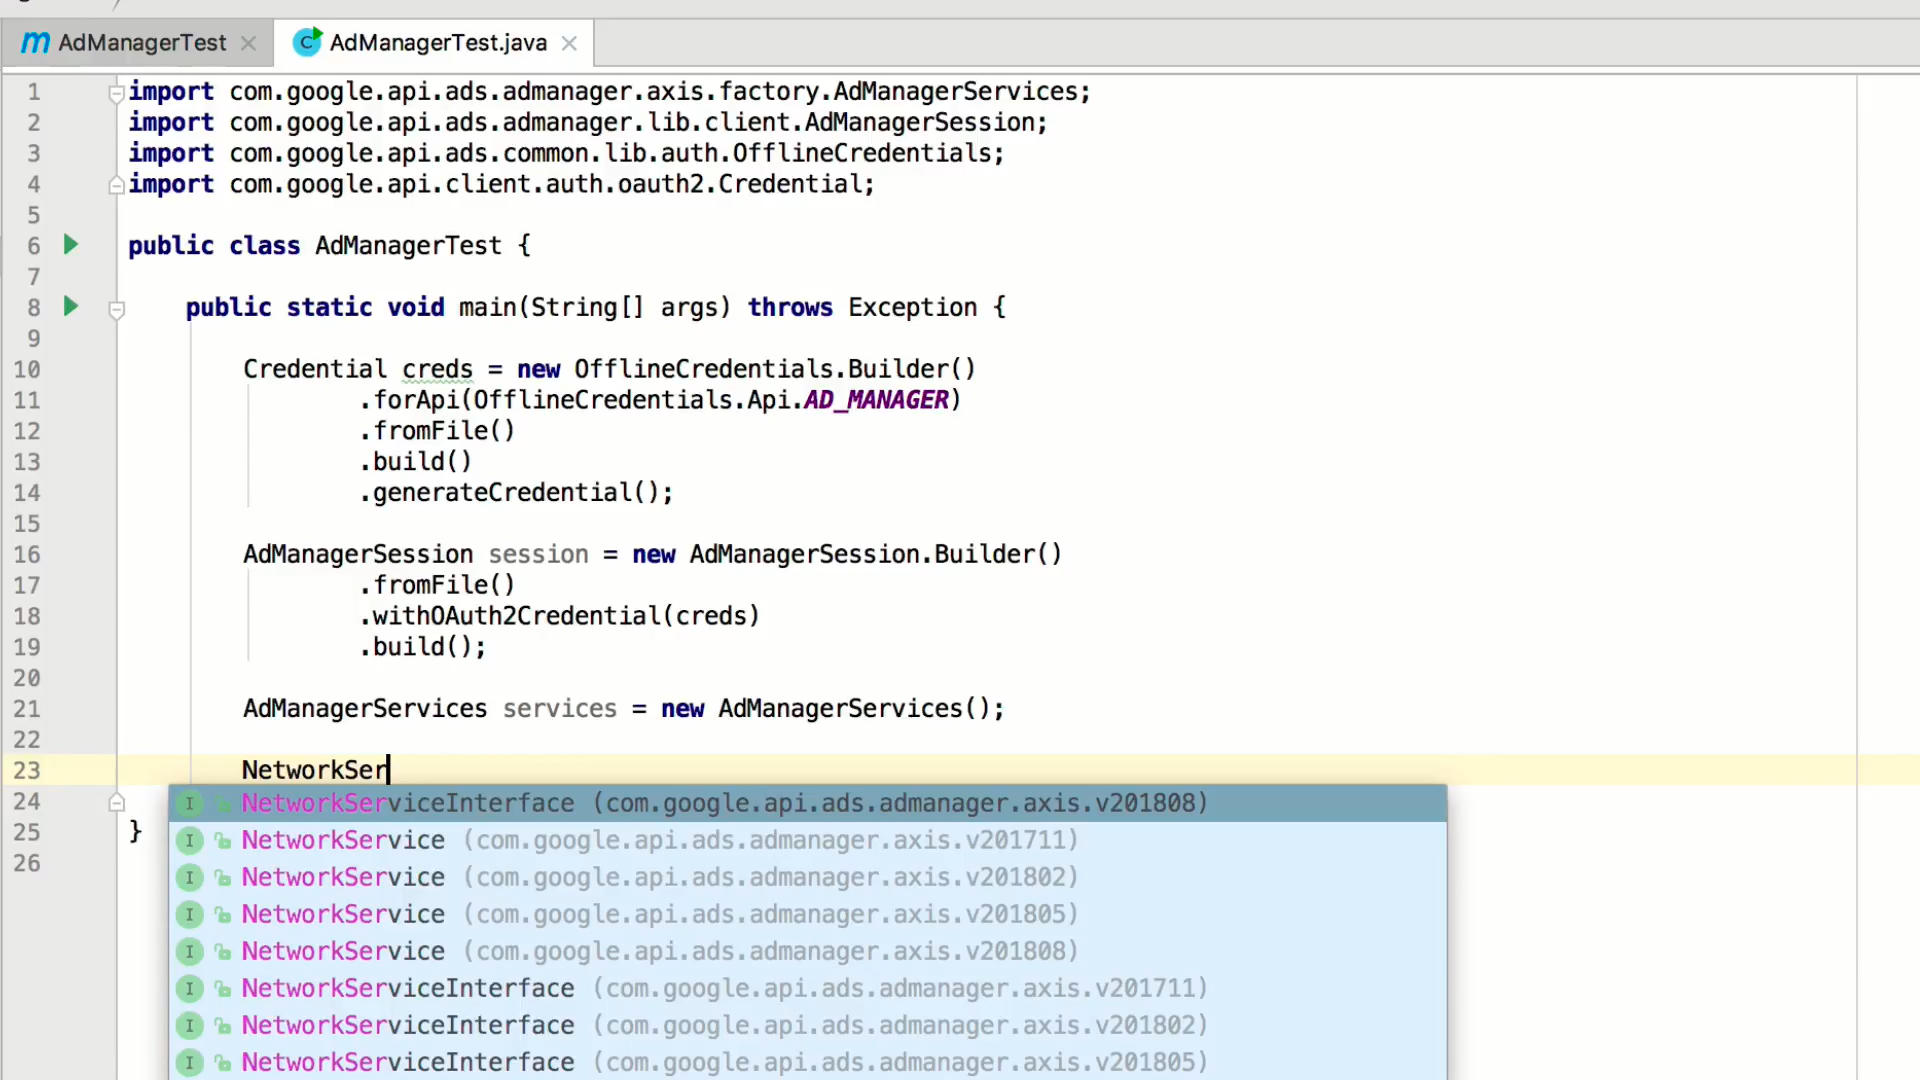 AdManagerTest
AdManagerTest.java
1 import com.google.api.ads.admanager.axis.factory.AdManagerServices;
2 import com.google.api.ads.admanager.lib.client.AdManagerSession;
3 import com.google.api.ads.common.lib.auth.OfflineCredentials;
4 import com.google.api.client.auth.oauth2.Credential;
5
6 public class AdManagerTest {
7
8 public static void main(String[] args) throws Exception {
9
10 Credential creds = new OfflineCredentials.Builder()
11 .forApi(OfflineCredentials.Api.AD_MANAGER)
12 .fromFile()
13 .build()
14 .generateCredential();
15
16 AdManagerSession session = new AdManagerSession.Builder()
17 .fromFile()
18 .withOAuth2Credential(creds)
19 .build();
20
21 AdManagerServices services = new AdManagerServices();
22
23 NetworkSer
24
25 }
26
NetworkServiceInterface (com.google.api.ads.admanager.axis.v201808)
NetworkService (com.google.api.ads.admanager.axis.v201711)
NetworkService (com.google.api.ads.admanager.axis.v201802)
NetworkService (com.google.api.ads.admanager.axis.v201805)
NetworkService (com.google.api.ads.admanager.axis.v201808)
NetworkServiceInterface (com.google.api.ads.admanager.axis.v201711)
NetworkServiceInterface (com.google.api.ads.admanager.axis.v201802)
NetworkServiceInterface (com.google.api.ads.admanager.axis.v201805)